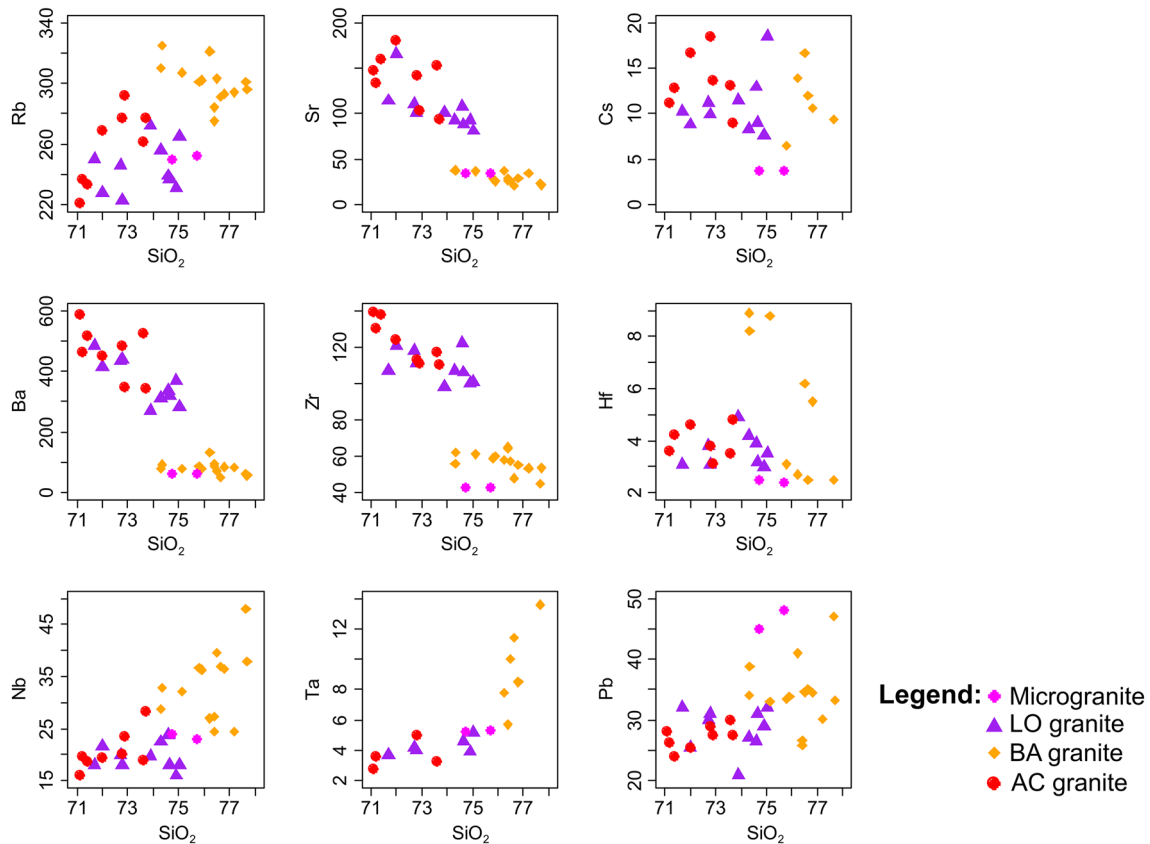 Rb
340
300
260
220
71 73 75 77
SiO₂
Sr
200
100
50
0
71 73 75 77
SiO₂
Cs
20
15
10
5
0
71 73 75 77
SiO₂
Ba
600
400
200
0
71 73 75 77
SiO₂
Zr
120
80
60
40
71 73 75 77
SiO₂
Hf
8
6
4
2
71 73 75 77
SiO₂
Nb
45
35
25
15
71 73 75 77
SiO₂
Ta
12
8
6
4
2
71 73 75 77
SiO₂
Pb
50
40
30
20
71 73 75 77
SiO₂
Legend:
Microgranite
LO granite
BA granite
AC granite